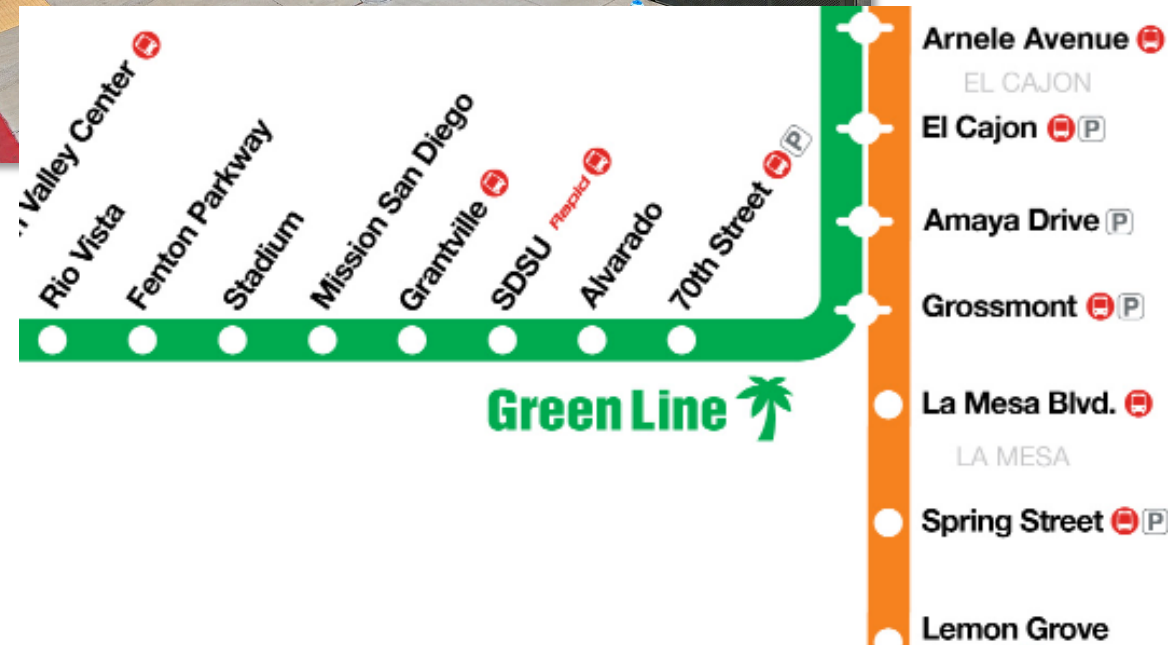 Valley Center
Rio Vista
Fenton Parkway
Stadium
Mission San Diego
Grantville
SDSU Rapid
Alvarado
70th Street P
Green Line
Arnele Avenue
EL CAJON
El Cajon P
Amaya Drive P
Grossmont P
La Mesa Blvd.
LA MESA
Spring Street P
Lemon Grove